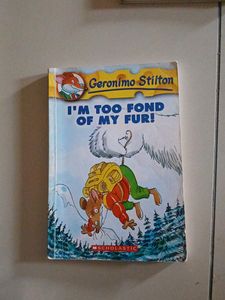 Geronimo Stilton
I'M TOO FOND
OF MY FUR!
SCHOLASTIC